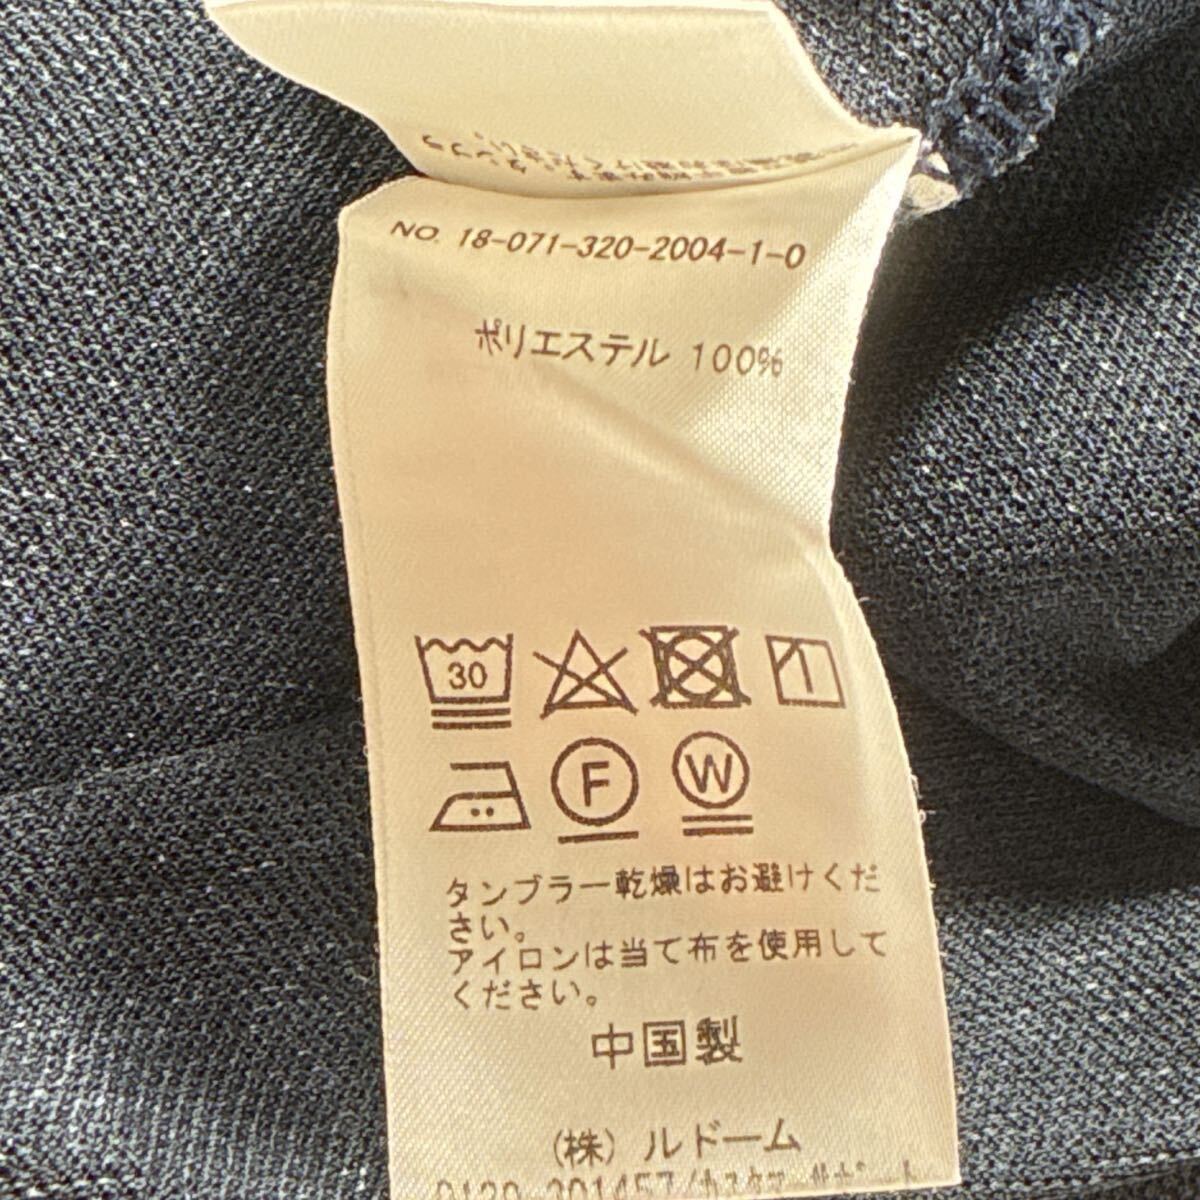 NO. 18-071-320-2004-1-0
ポリエステル 100%
30
F
W
タンブラー乾燥はお避けくだ
さい。
アイロンは当て布を使用して
ください。
中国製
(株) ルドーム